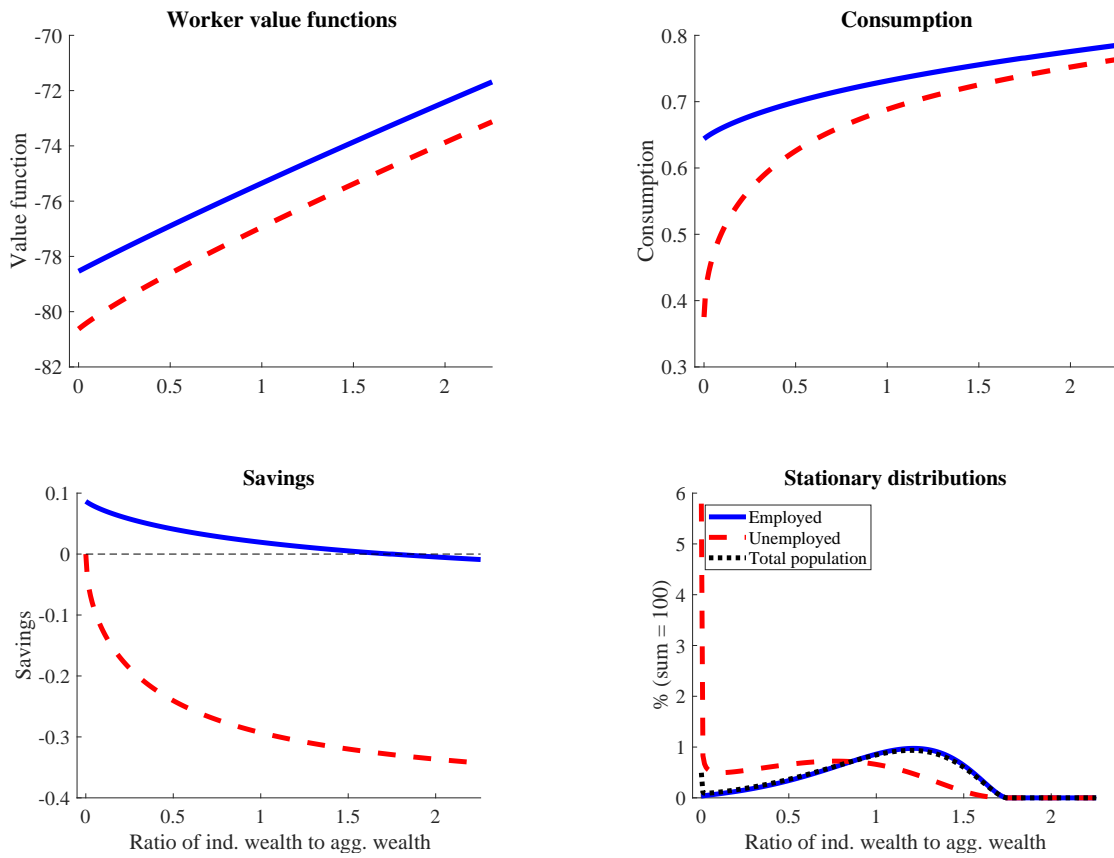 Worker value functions
-70
-72
-74
-76
-78
-80
-82
Value function
0 0.5 1 1.5 2
Consumption
0.8
0.7
0.6
0.5
0.4
0.3
Consumption
0 0.5 1 1.5 2
Savings
0.1
0
-0.1
-0.2
-0.3
-0.4
Savings
0 0.5 1 1.5 2
Ratio of ind. wealth to agg. wealth
Stationary distributions
6
5
4
3
2
1
0
% (sum = 100)
Employed
Unemployed
Total population
0 0.5 1 1.5 2
Ratio of ind. wealth to agg. wealth